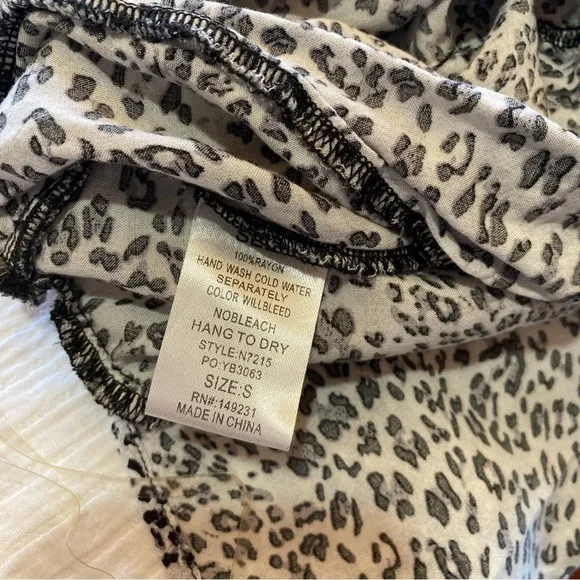 100%RAYON
HAND WASH COLD WATER
SEPARATELY
COLOR WILLBLEED
NOBLEACH
HANG TO DRY
STYLE:N7215
PO:YB3063
SIZE:S
RN#:149231
MADE IN CHINA